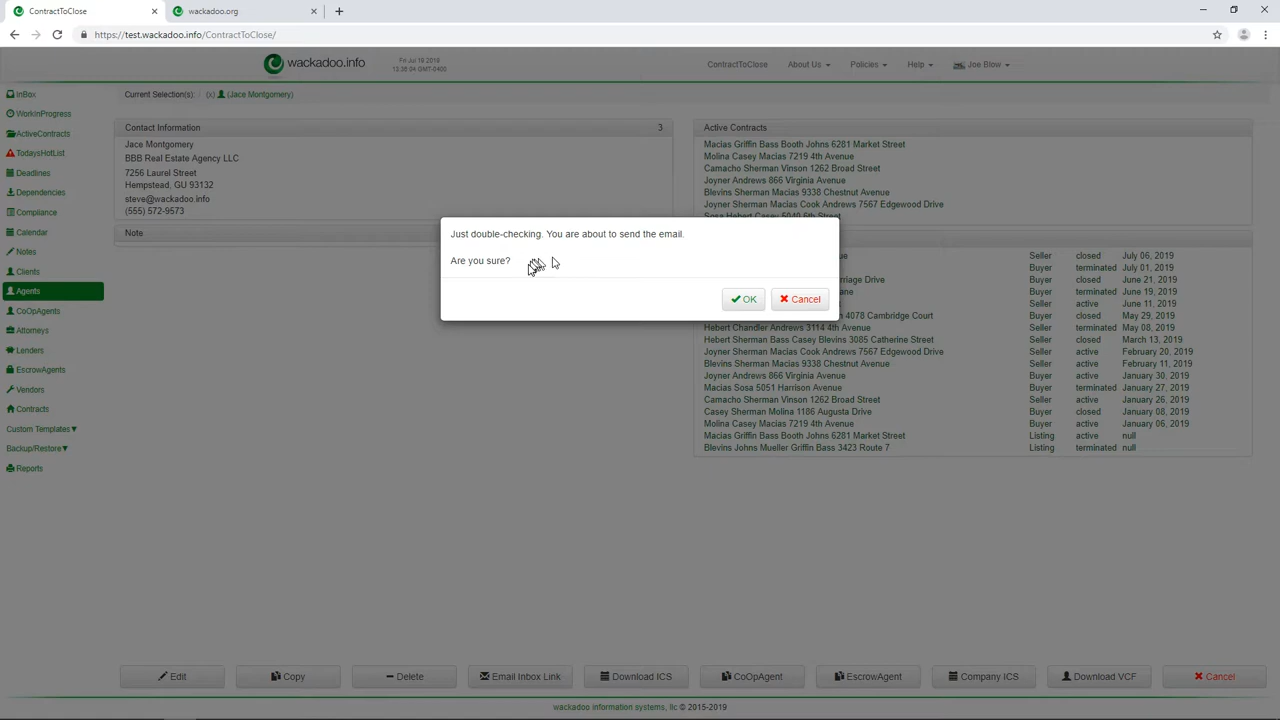 ContractToClose
wackadoo.org
https://test.wackadoo.info/ContractToClose/
wackadoo.info
Fri Jul 19 2019
ContractToClose
About Us
Policies
Help
Joe Blow
InBox
WorkInProgress
ActiveContracts
TodaysHotList
Deadlines
Dependencies
Compliance
Calendar
Notes
Clients
Agents
CoOpAgents
Attorneys
Lenders
EscrowAgents
Vendors
Contracts
Custom Templates
Backup/Restore
Reports
Current Selection(s): (x) (Jace Montgomery)
Contact Information 3
Jace Montgomery
BBB Real Estate Agency LLC
7256 Laurel Street
Hempstead, GU 93132
steve@wackadoo.info
(555) 572-9573
Note
Active Contracts
Macias Griffin Bass Booth Johns 6281 Market Street
Molina Casey Macias 7219 4th Avenue
Camacho Sherman Vinson 1262 Broad Street
Joyner Andrews 866 Virginia Avenue
Blevins Sherman Macias 9338 Chestnut Avenue
Joyner Sherman Macias Cook Andrews 7567 Edgewood Drive
Sosa Hebert Casey 5040 6th Street
Just double-checking. You are about to send the email.
Are you sure?
OK
Cancel
Seller closed July 06, 2019
Buyer terminated July 01, 2019
rriage Drive Buyer closed June 21, 2019
ane Buyer terminated June 19, 2019
Seller active June 11, 2019
4078 Cambridge Court Buyer closed May 29, 2019
Hebert Chandler Andrews 3114 4th Avenue Seller terminated May 08, 2019
Hebert Sherman Bass Casey Blevins 3085 Catherine Street Seller closed March 13, 2019
Joyner Sherman Macias Cook Andrews 7567 Edgewood Drive Seller active February 20, 2019
Blevins Sherman Macias 9338 Chestnut Avenue Seller active February 11, 2019
Joyner Andrews 866 Virginia Avenue Buyer active January 30, 2019
Macias Sosa 5051 Harrison Avenue Buyer terminated January 27, 2019
Camacho Sherman Vinson 1262 Broad Street Seller active January 26, 2019
Casey Sherman Molina 1186 Augusta Drive Buyer closed January 08, 2019
Molina Casey Macias 7219 4th Avenue Buyer active January 06, 2019
Macias Griffin Bass Booth Johns 6281 Market Street Listing active null
Blevins Johns Mueller Griffin Bass 3423 Route 7 Listing terminated null
Edit
Copy
Delete
Email Inbox Link
Download ICS
CoOpAgent
EscrowAgent
Company ICS
Download VCF
Cancel
wackadoo information systems, llc © 2015-2019